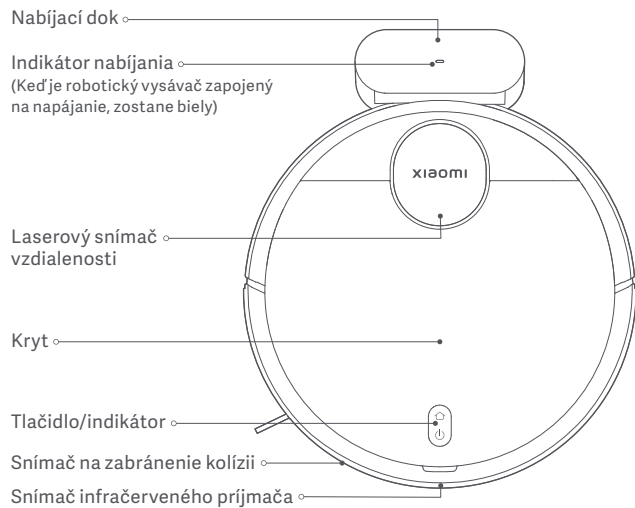 Nabíjací dok
Indikátor nabíjania
(Keď je robotický vysávač zapojený
na napájanie, zostane biely)
xiaomi
Laserový snímač
vzdialenosti
Kryt
Tlačidlo/indikátor
Snímač na zabránenie kolízii
Snímač infračerveného príjmača